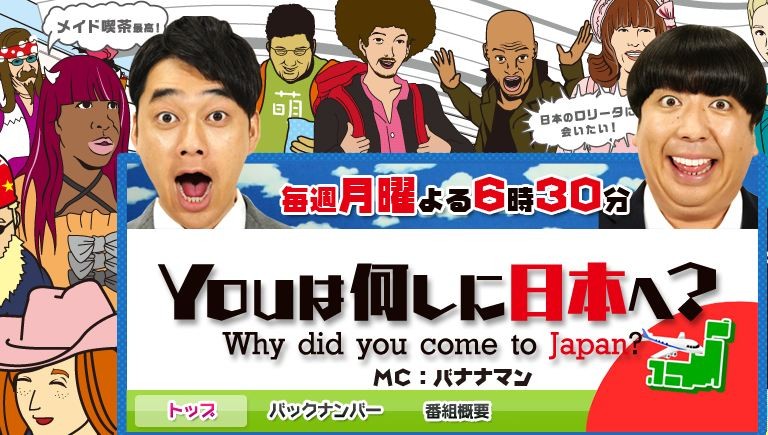 メイド喫茶最高!
萌
日本のロリータに
会いたい!
毎週月曜よる6時30分
Youは何しに日本へ?
Why did you come to Japan?
MC:バナナマン
トップ
バックナンバー
番組概要